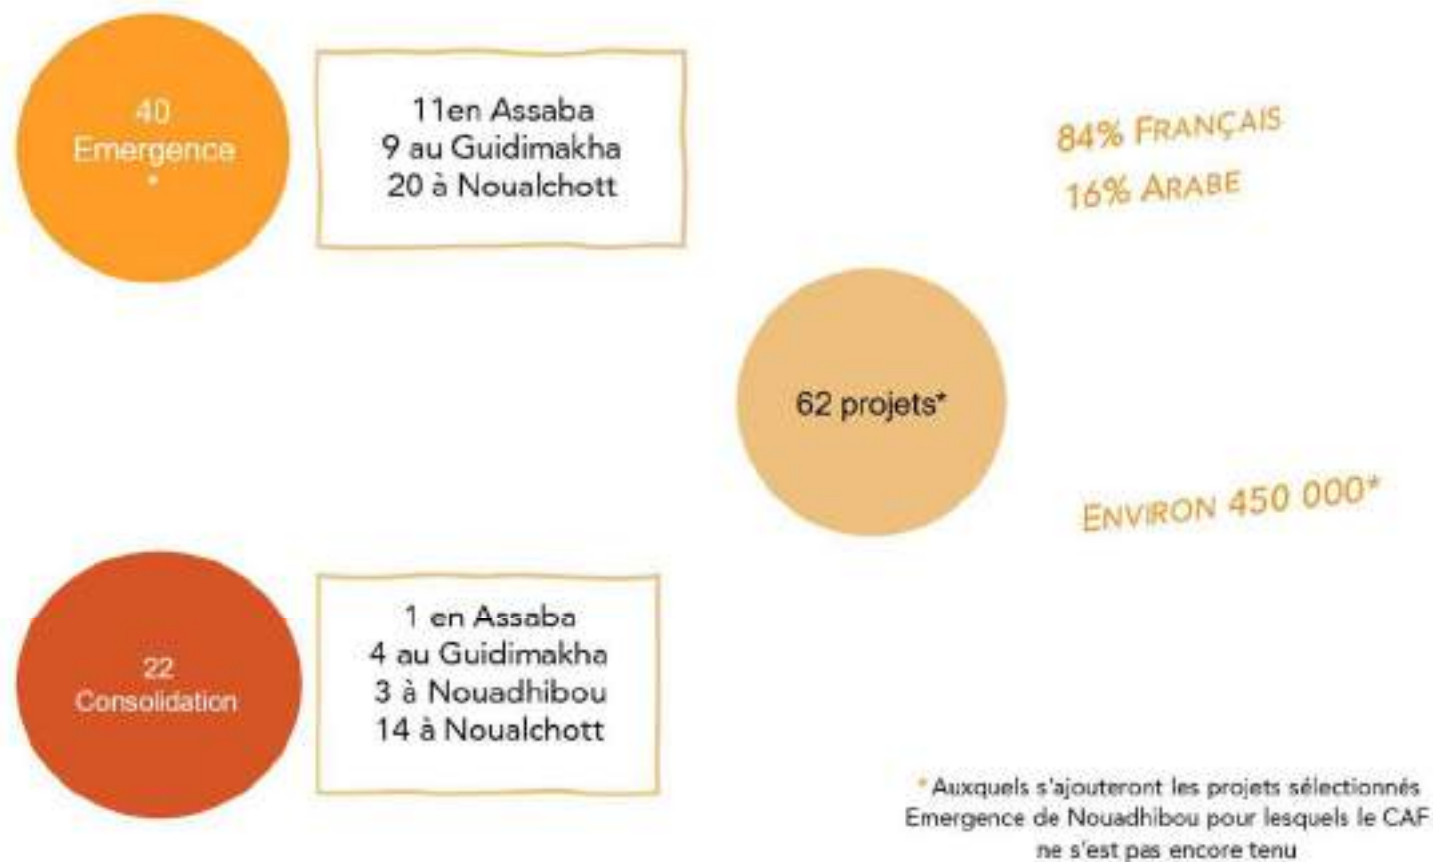 40
Emergence
*
11en Assaba
9 au Guidimakha
20 à Noualchott
84% FRANÇAIS
16% ARABE
62 projets*
ENVIRON 450 000*
22
Consolidation
1 en Assaba
4 au Guidimakha
3 à Nouadhibou
14 à Noualchott
* Auxquels s'ajouteront les projets sélectionnés
Emergence de Nouadhibou pour lesquels le CAF
ne s'est pas encore tenu